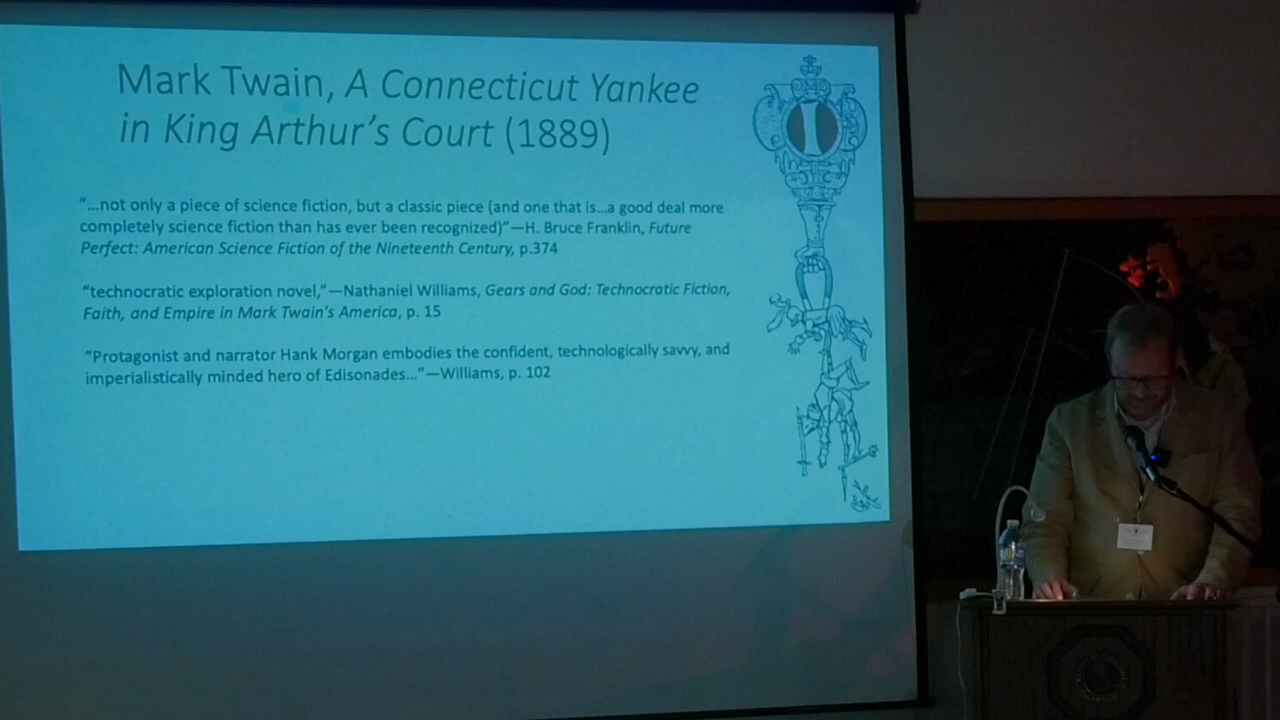 Mark Twain, A Connecticut Yankee
in King Arthur's Court (1889)
"...not only a piece of science fiction, but a classic piece (and one that is...a good deal more
completely science fiction than has ever been recognized)"—H. Bruce Franklin, Future
Perfect: American Science Fiction of the Nineteenth Century, p.374
"technocratic exploration novel,"—Nathaniel Williams, Gears and God: Technocratic Fiction,
Faith, and Empire in Mark Twain's America, p. 15
"Protagonist and narrator Hank Morgan embodies the confident, technologically savvy, and
imperialistically minded hero of Edisonades..."—Williams, p. 102